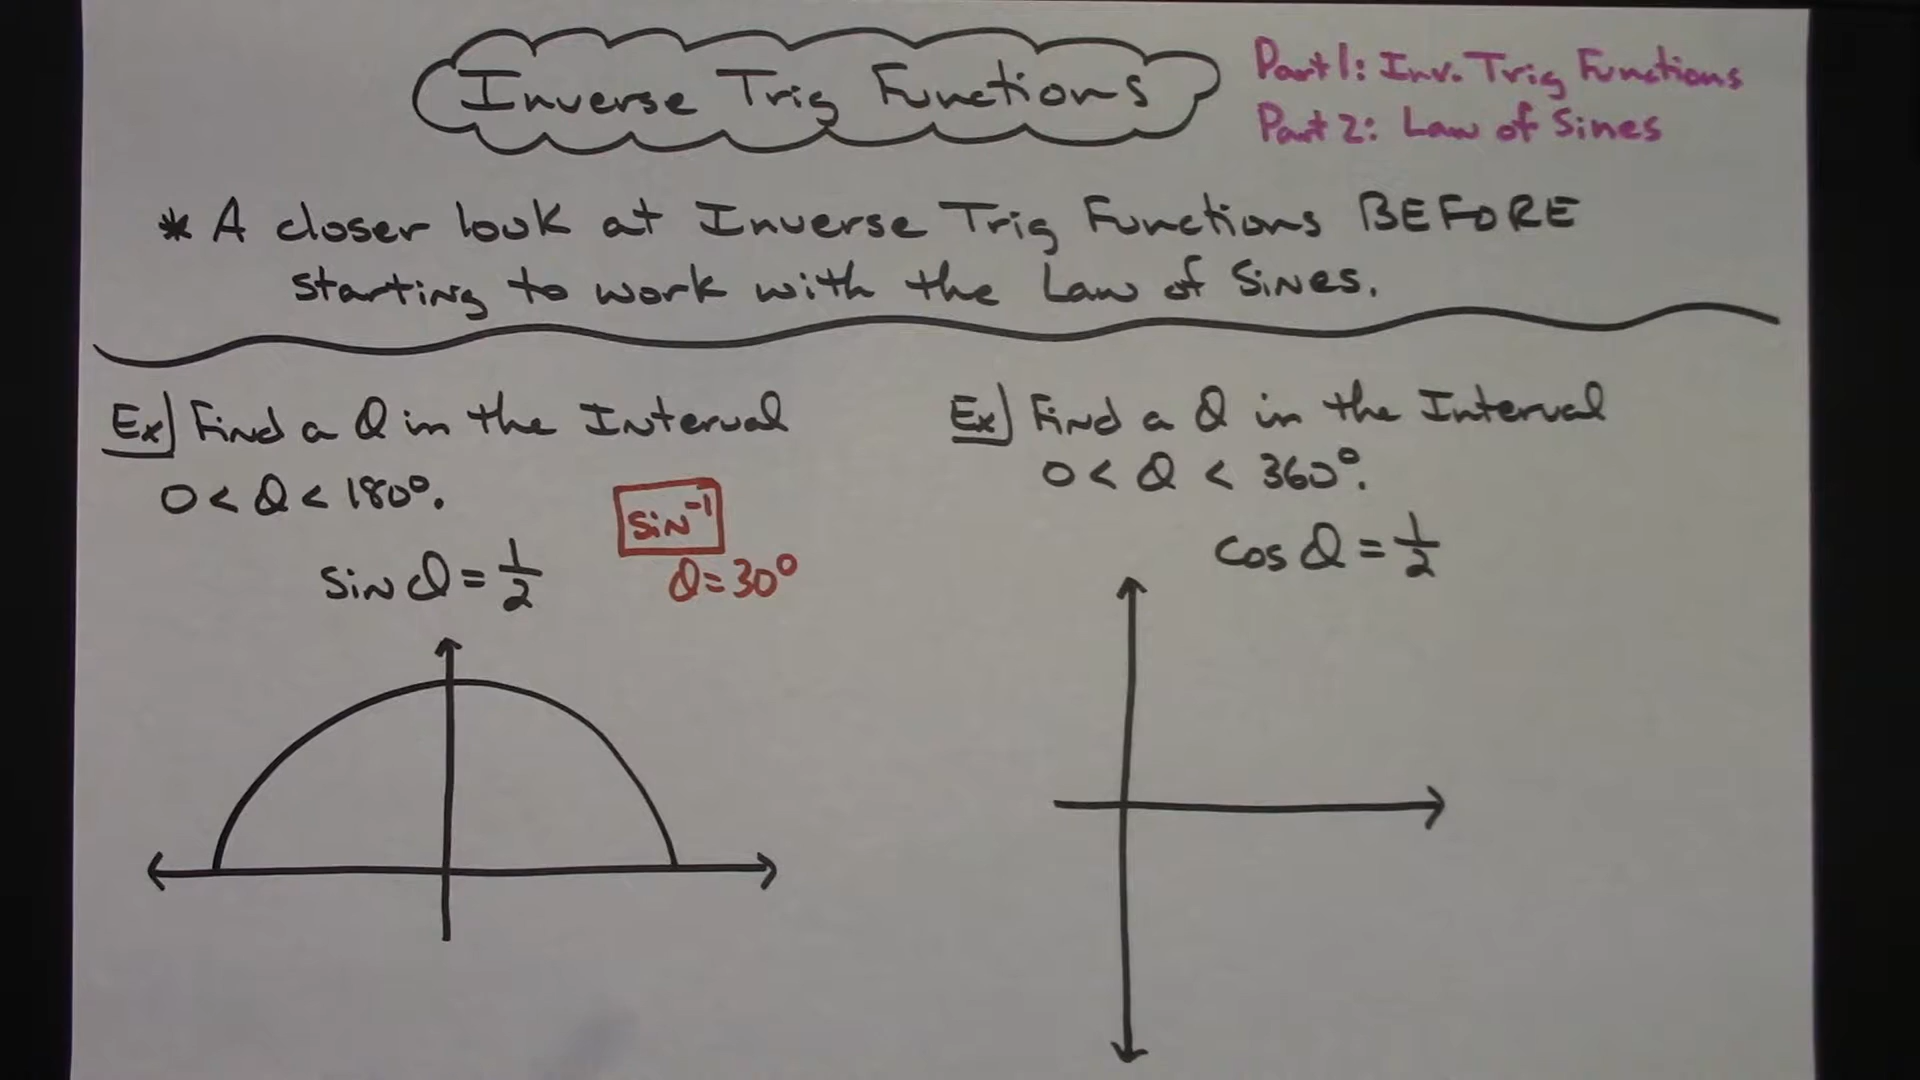 Inverse Trig Functions
Part 1: Inv. Trig Functions
Part 2: Law of Sines
* A closer look at Inverse Trig Functions BEFORE
starting to work with the Law of Sines.
Ex) Find a θ in the Interval
0 < θ < 180°.
sin⁻¹
sin θ = 1/2
θ = 30°
Ex) Find a θ in the Interval
0 < θ < 360°.
cos θ = 1/2